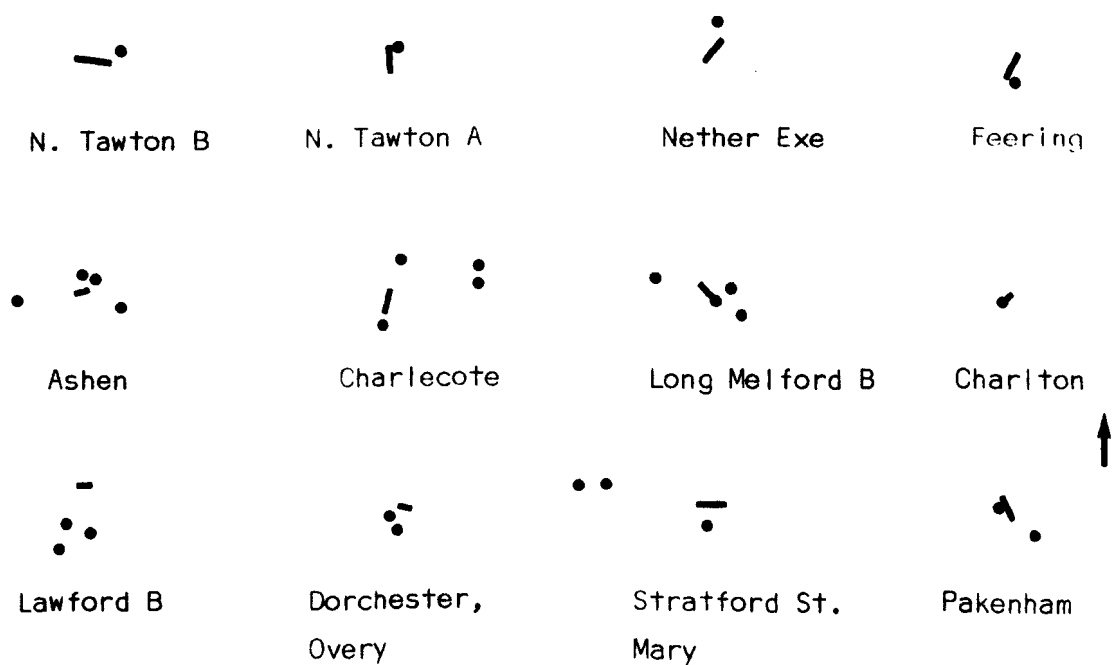 N. Tawton B N. Tawton A Nether Exe Feering
Ashen Charlecote Long Melford B Charlton
Lawford B Dorchester, Stratford St. Pakenham
Overy Mary